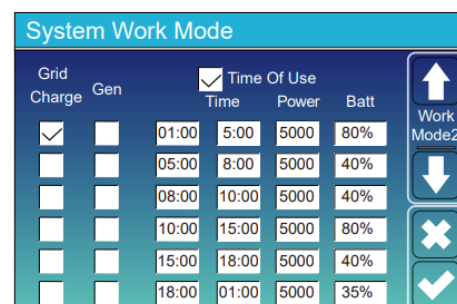 System Work Mode
Grid Charge Gen Time Of Use
Time Power Batt
Work Mode2
01:00 5:00 5000 80%
05:00 8:00 5000 40%
08:00 10:00 5000 40%
10:00 15:00 5000 80%
15:00 18:00 5000 40%
18:00 01:00 5000 35%